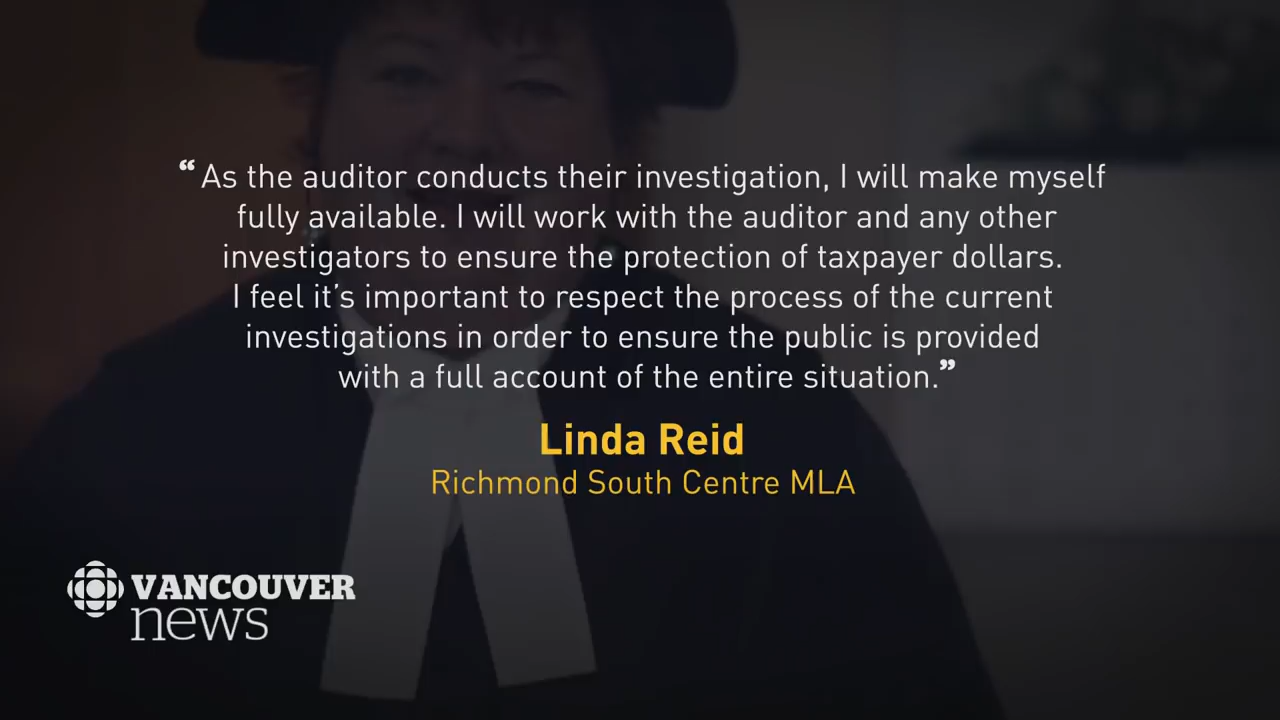 “As the auditor conducts their investigation, I will make myself
fully available. I will work with the auditor and any other
investigators to ensure the protection of taxpayer dollars.
I feel it’s important to respect the process of the current
investigations in order to ensure the public is provided
with a full account of the entire situation.”
Linda Reid
Richmond South Centre MLA
VANCOUVER
news